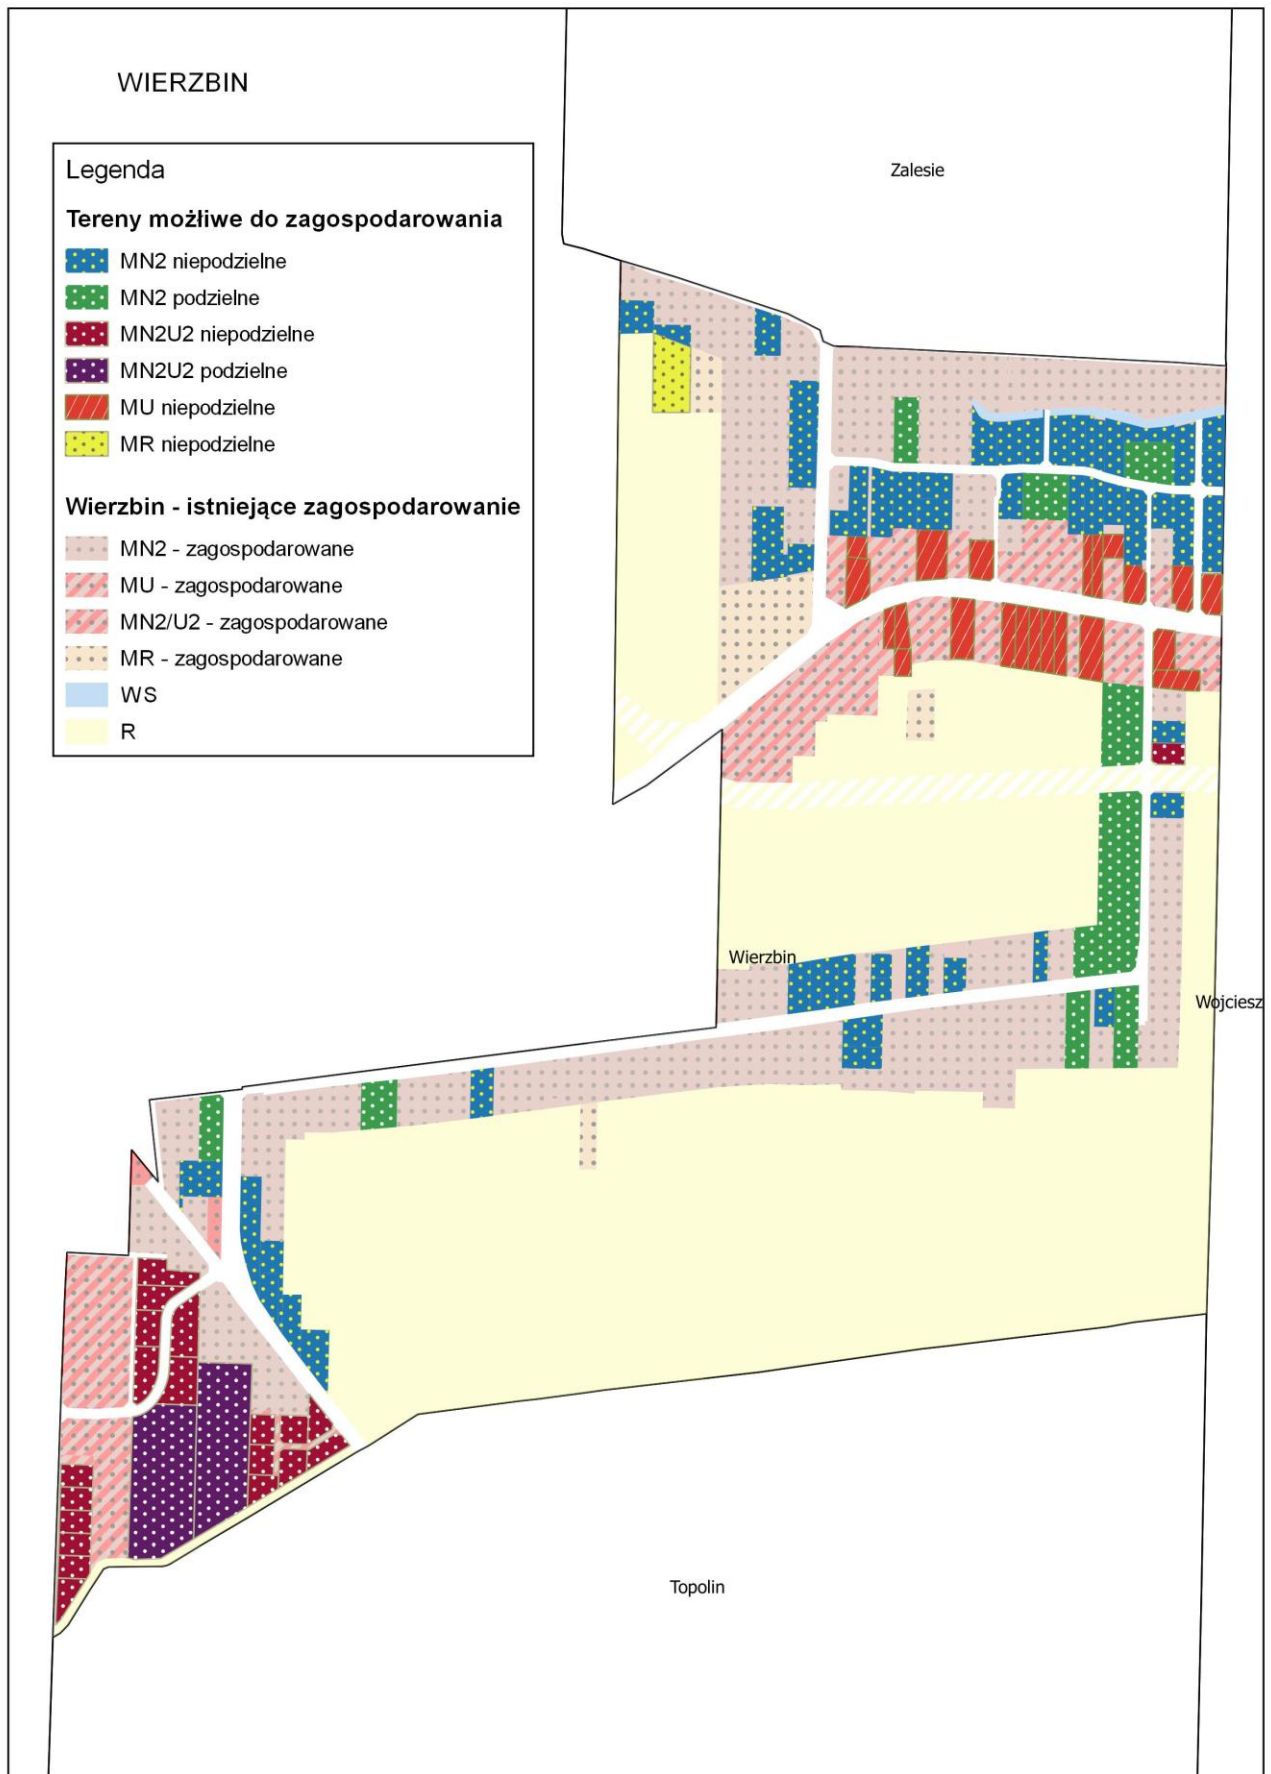 WIERZBIN
Zalesie
Legenda
Tereny możłiwe do zagospodarowania
MN2 niepodzielne
MN2 podzielne
MN2U2 niepodzielne
MN2U2 podzielne
MU niepodzielne
MR niepodzielne
Wierzbin - istniejące zagospodarowanie
MN2 - zagospodarowane
MU - zagospodarowane
MN2/U2 - zagospodarowane
MR - zagospodarowane
WS
R
Wierzbin
Wojciesz
Topolin